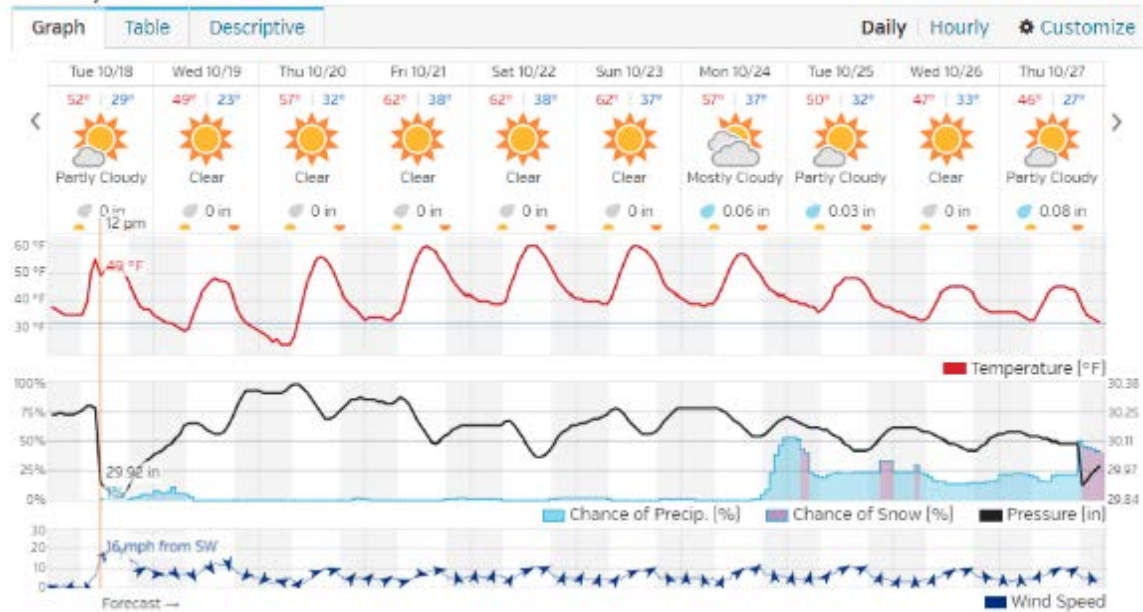 Graph Table Descriptive Daily Hourly Customize
Tue 10/18 Wed 10/19 Thu 10/20 Fri 10/21 Sat 10/22 Sun 10/23 Mon 10/24 Tue 10/25 Wed 10/26 Thu 10/27
52° | 29° 49° | 23° 57° | 32° 62° | 38° 62° | 38° 62° | 37° 57° | 37° 50° | 32° 47° | 33° 46° | 27°
Partly Cloudy Clear Clear Clear Clear Clear Mostly Cloudy Partly Cloudy Clear Partly Cloudy
0 in 0 in 0 in 0 in 0 in 0 in 0.06 in 0.03 in 0 in 0.08 in
12 pm
60 °F
49 °F
50 °F
40 °F
30 °F
Temperature [°F]
100% 30.38
75% 30.25
50% 30.11
25% 29.92 in 29.97
1%
0% 29.84
Chance of Precip. [%] Chance of Snow [%] Pressure [in]
30
20 16 mph from SW
10
0
Forecast → Wind Speed